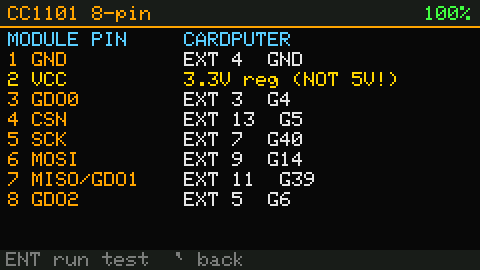 CC1101 8-pin 100%
MODULE PIN CARDPUTER
1 GND EXT 4 GND
2 VCC 3.3V reg (NOT 5V!)
3 GDO0 EXT 3 G4
4 CSN EXT 13 G5
5 SCK EXT 7 G40
6 MOSI EXT 9 G14
7 MISO/GDO1 EXT 11 G39
8 GDO2 EXT 5 G6
ENT run test ` back